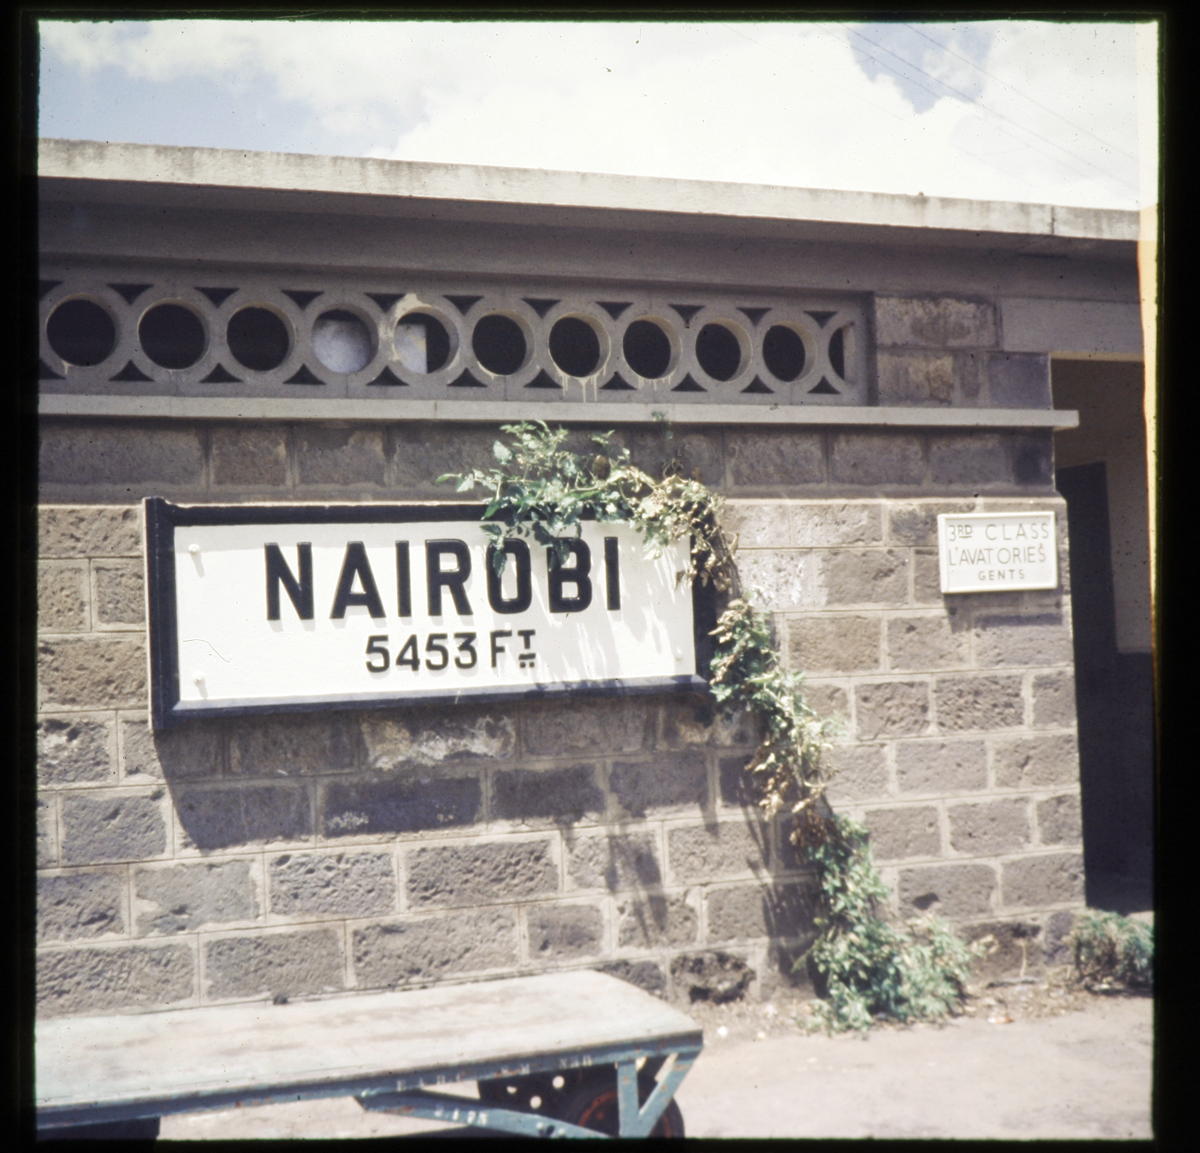 NAIROBI
5453 FT
3RD CLASS
LAVATORIES
GENTS